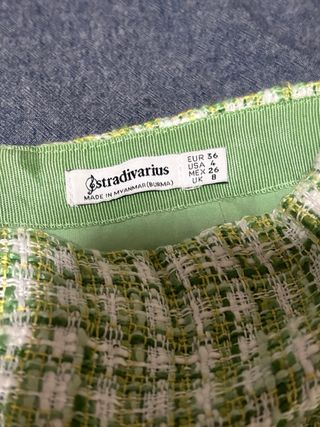 stradivarius
MADE IN MYANMAR (BURMA)
EUR 36
USA 4
MEX 26
UK 8